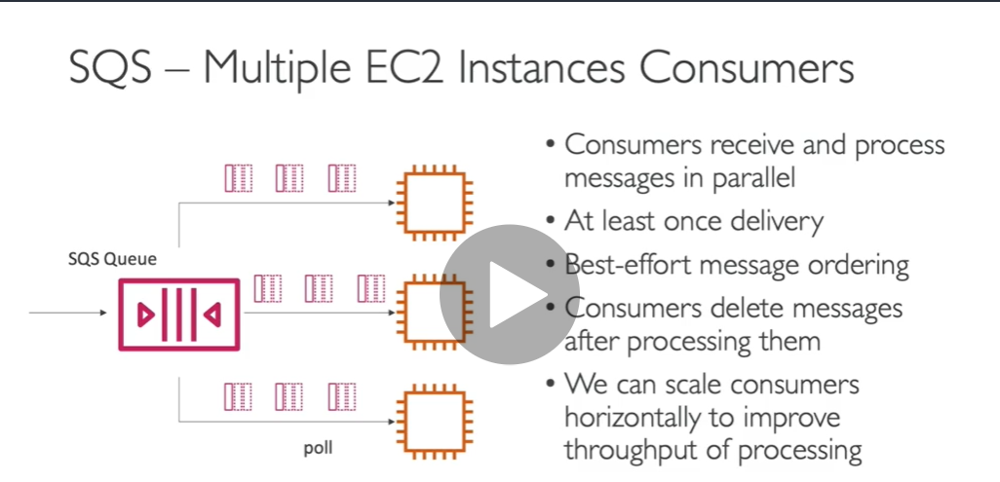 SQS – Multiple EC2 Instances Consumers
SQS Queue
poll
• Consumers receive and process
messages in parallel
• At least once delivery
• Best-effort message ordering
• Consumers delete messages
after processing them
• We can scale consumers
horizontally to improve
throughput of processing